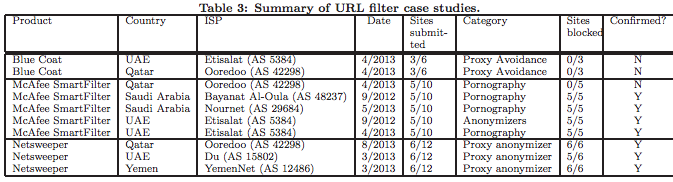 Table 3: Summary of URL filter case studies.
Product Country ISP Date Sites submit-ted Category Sites blocked Confirmed?
Blue Coat UAE Etisalat (AS 5384) 4/2013 3/6 Proxy Avoidance 0/3 N
Blue Coat Qatar Ooredoo (AS 42298) 4/2013 3/6 Proxy Avoidance 0/3 N
McAfee SmartFilter Qatar Ooredoo (AS 42298) 4/2013 5/10 Pornography 0/5 N
McAfee SmartFilter Saudi Arabia Bayanat Al-Oula (AS 48237) 9/2012 5/10 Pornography 5/5 Y
McAfee SmartFilter Saudi Arabia Nournet (AS 29684) 5/2013 5/10 Pornography 5/5 Y
McAfee SmartFilter UAE Etisalat (AS 5384) 9/2012 5/10 Anonymizers 5/5 Y
McAfee SmartFilter UAE Etisalat (AS 5384) 4/2013 5/10 Pornography 5/5 Y
Netsweeper Qatar Ooredoo (AS 42298) 8/2013 6/12 Proxy anonymizer 6/6 Y
Netsweeper UAE Du (AS 15802) 3/2013 6/12 Proxy anonymizer 5/6 Y
Netsweeper Yemen YemenNet (AS 12486) 3/2013 6/12 Proxy anonymizer 6/6 Y